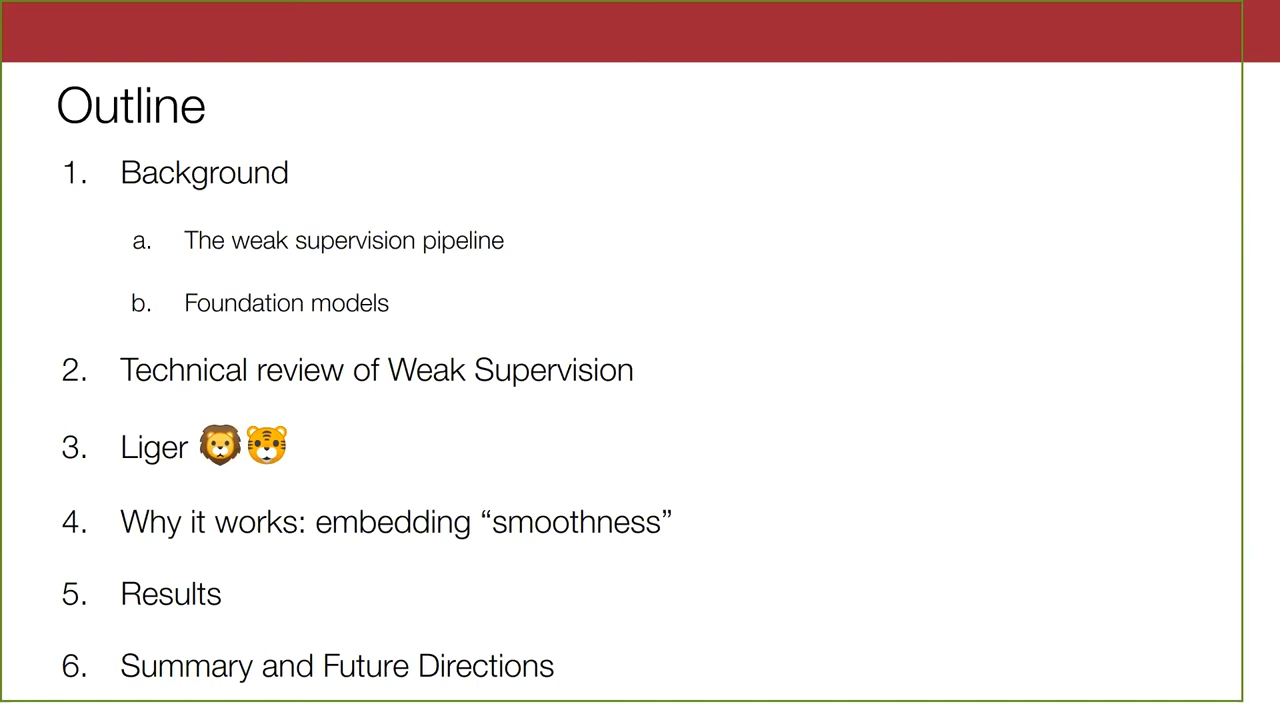 Outline
1. Background
a. The weak supervision pipeline
b. Foundation models
2. Technical review of Weak Supervision
3. Liger 🦁🐯
4. Why it works: embedding “smoothness”
5. Results
6. Summary and Future Directions